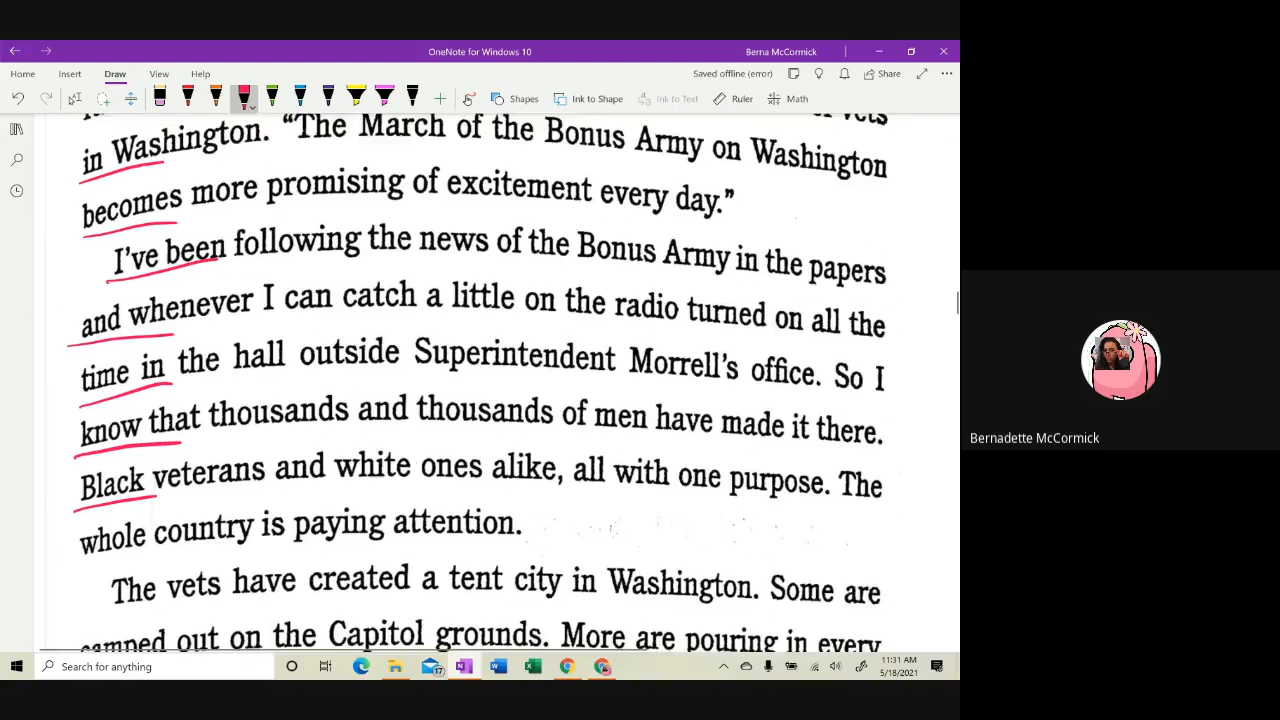 OneNote for Windows 10
Berna McCormick
Home Insert Draw View Help
Saved offline (error) Share
Shapes Ink to Shape Ink to Text Ruler Math
vets
in Washington. “The March of the Bonus Army on Washington
becomes more promising of excitement every day.”
I’ve been following the news of the Bonus Army in the papers
and whenever I can catch a little on the radio turned on all the
time in the hall outside Superintendent Morrell’s office. So I
know that thousands and thousands of men have made it there.
Black veterans and white ones alike, all with one purpose. The
whole country is paying attention.
The vets have created a tent city in Washington. Some are
camped out on the Capitol grounds. More are pouring in every
Bernadette McCormick
Search for anything
17
11:31 AM
5/18/2021